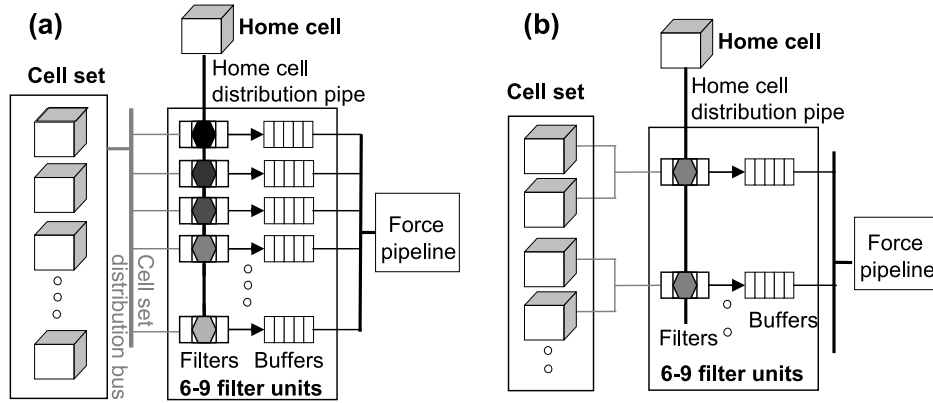 (a)
Home cell
Cell set
Home cell
distribution pipe
Cell set
distribution bus
Force
pipeline
Filters
Buffers
6-9 filter units
(b)
Home cell
Home cell
distribution pipe
Cell set
Force
pipeline
Filters
Buffers
6-9 filter units